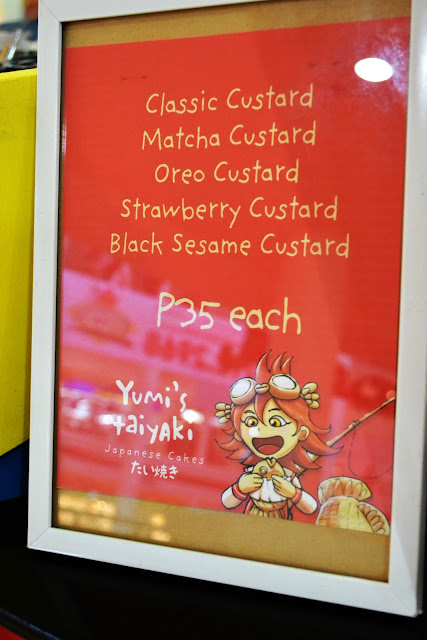 Classic Custard
Matcha Custard
Oreo Custard
Strawberry Custard
Black Sesame Custard
P35 each
Yumi's
taiyaki
Japanese Cakes
たい焼き